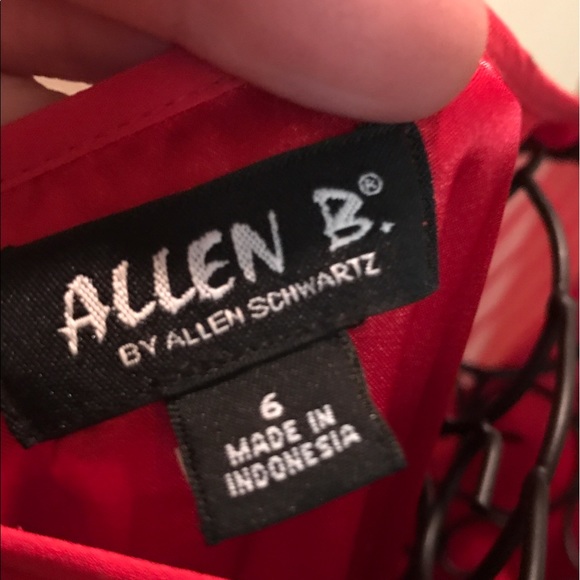 ALLEN B.®
BY ALLEN SCHWARTZ
6
MADE IN
INDONESIA